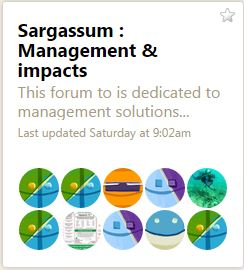 Sargassum :
Management &
impacts
This forum to is dedicated to
management solutions...
Last updated Saturday at 9:02am